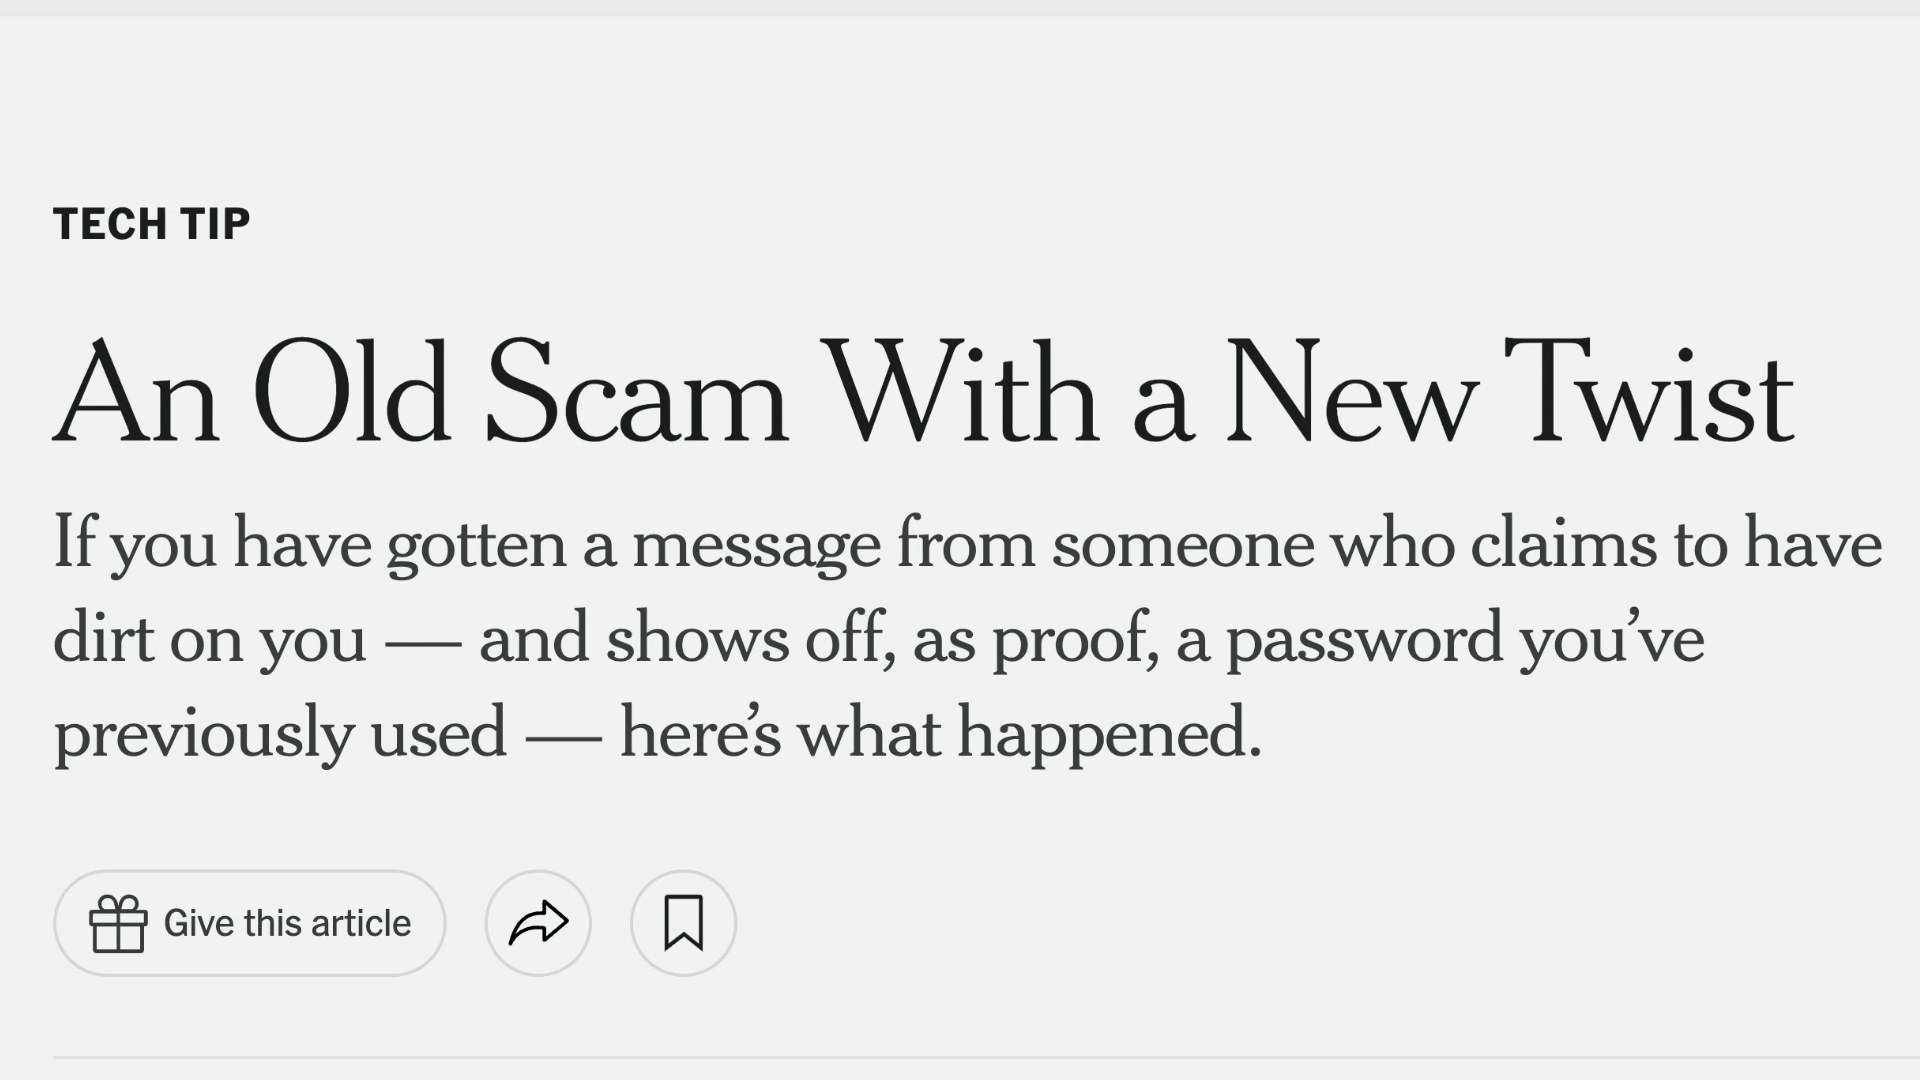 TECH TIP
An Old Scam With a New Twist
If you have gotten a message from someone who claims to have
dirt on you — and shows off, as proof, a password you’ve
previously used — here’s what happened.
Give this article